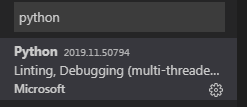 python
Python 2019.11.50794
Linting, Debugging (multi-threade...
Microsoft